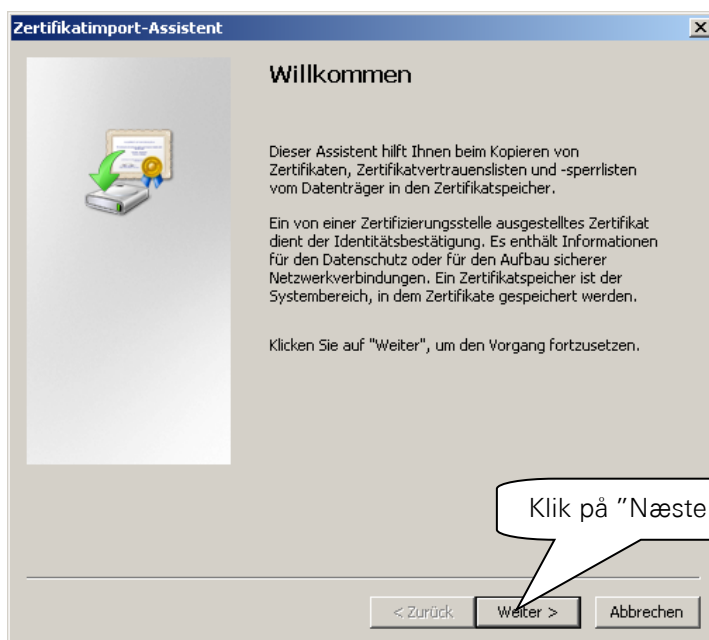 Zertifikatimport-Assistent
Willkommen
Dieser Assistent hilft Ihnen beim Kopieren von
Zertifikaten, Zertifikatvertrauenslisten und -sperrlisten
vom Datenträger in den Zertifikatspeicher.
Ein von einer Zertifizierungsstelle ausgestelltes Zertifikat
dient der Identitätsbestätigung. Es enthält Informationen
für den Datenschutz oder für den Aufbau sicherer
Netzwerkverbindungen. Ein Zertifikatspeicher ist der
Systembereich, in dem Zertifikate gespeichert werden.
Klicken Sie auf "Weiter", um den Vorgang fortzusetzen.
Klik på ”Næste
< Zurück Weiter > Abbrechen